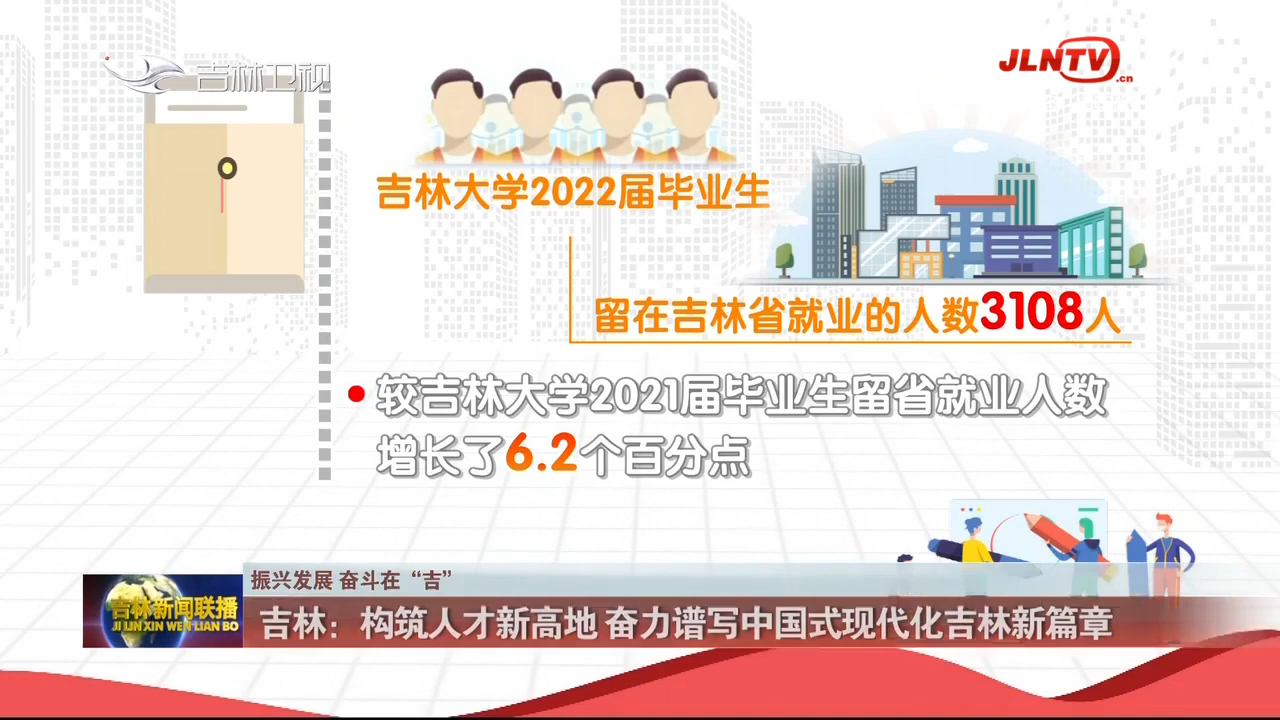 吉林卫视
JLNTV
.cn
吉林大学2022届毕业生
留在吉林省就业的人数3108人
较吉林大学2021届毕业生留省就业人数
增长了6.2个百分点
振兴发展 奋斗在“吉”
吉林新闻联播
JI LIN XIN WEN LIAN BO
吉林：构筑人才新高地 奋力谱写中国式现代化吉林新篇章